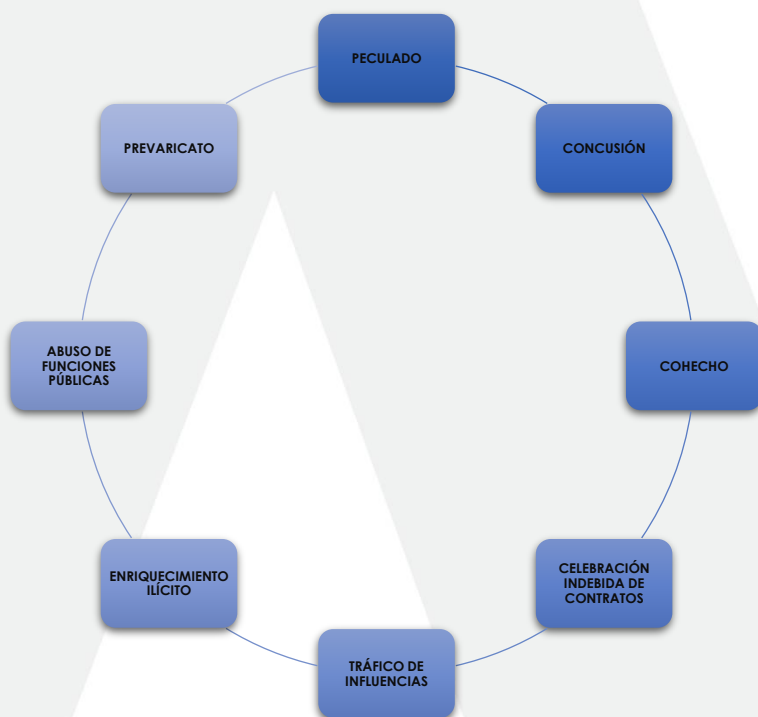 PECULADO
CONCUSIÓN
COHECHO
CELEBRACIÓN
INDEBIDA DE
CONTRATOS
TRÁFICO DE
INFLUENCIAS
ENRIQUECIMIENTO
ILÍCITO
ABUSO DE
FUNCIONES
PÚBLICAS
PREVARICATO